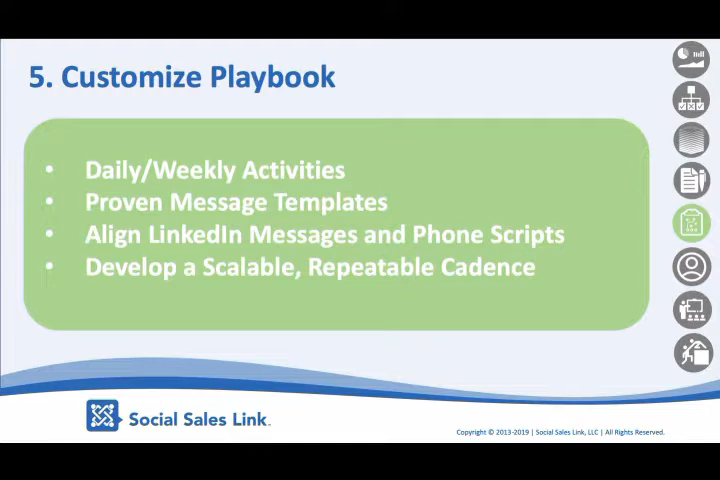 5. Customize Playbook
• Daily/Weekly Activities
• Proven Message Templates
• Align LinkedIn Messages and Phone Scripts
• Develop a Scalable, Repeatable Cadence
Social Sales Link™
Copyright © 2013-2019 | Social Sales Link, LLC | All Rights Reserved.